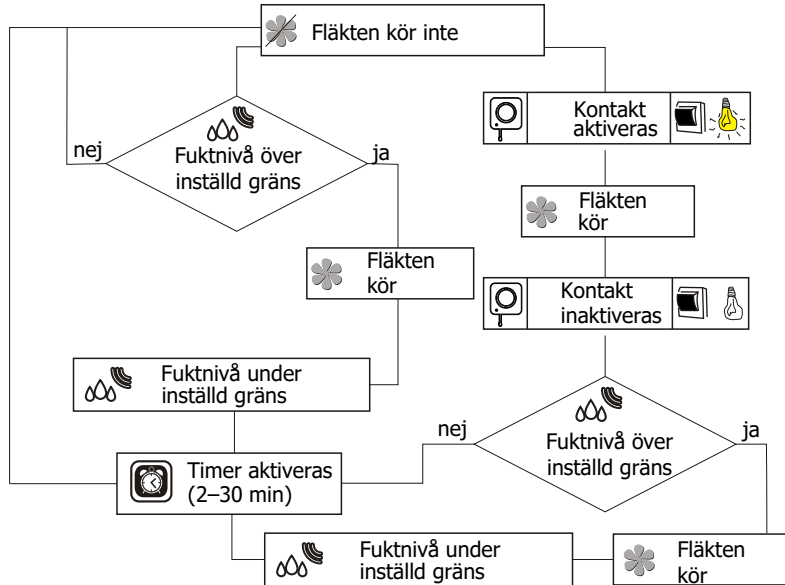 Fläkten kör inte
Kontakt
aktiveras
nej
Fuktnivå över
inställd gräns
ja
Fläkten
kör
Fläkten
kör
Kontakt
inaktiveras
Fuktnivå under
inställd gräns
nej
Fuktnivå över
inställd gräns
ja
Timer aktiveras
(2–30 min)
Fuktnivå under
inställd gräns
Fläkten
kör